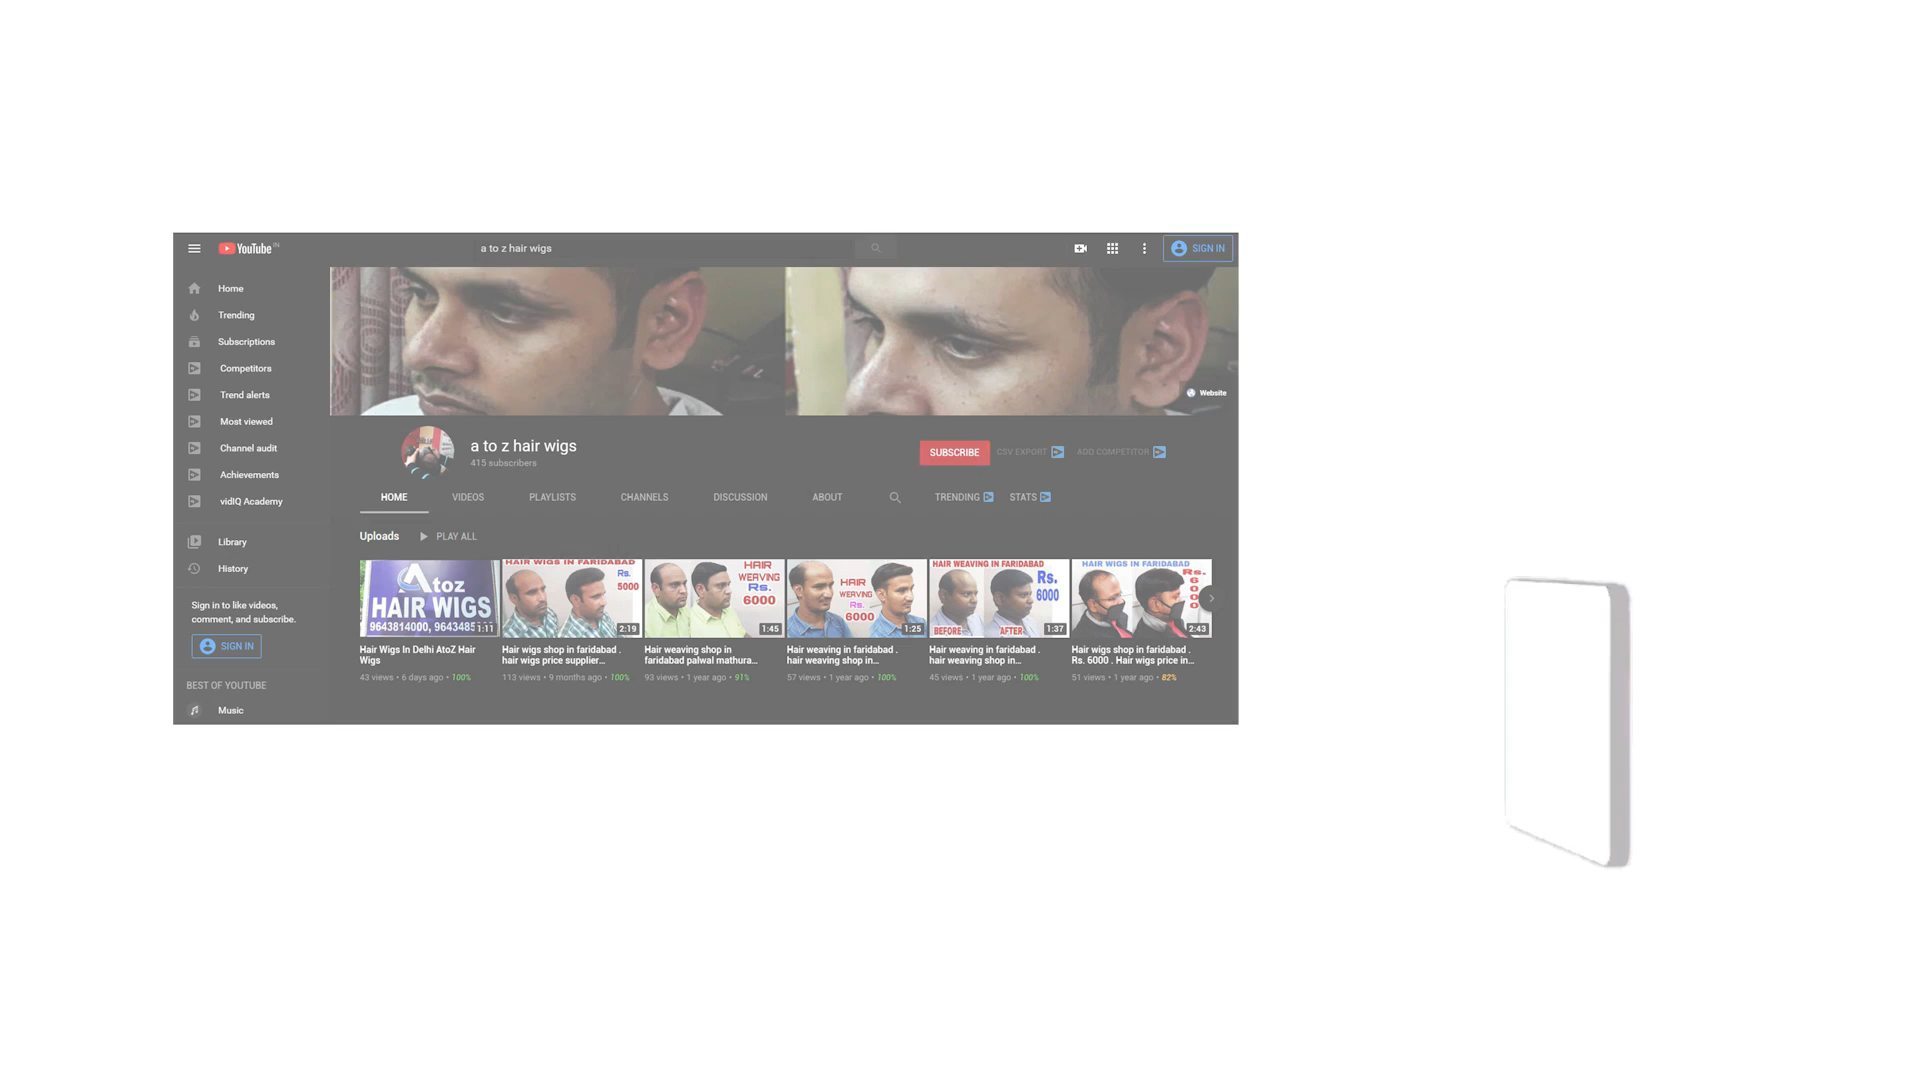 YouTube IN
a to z hair wigs
SIGN IN
Home
Trending
Subscriptions
Competitors
Trend alerts
Most viewed
Channel audit
Achievements
vidIQ Academy
Library
History
Sign in to like videos,
comment, and subscribe.
SIGN IN
BEST OF YOUTUBE
Music
Website
a to z hair wigs
415 subscribers
SUBSCRIBE
CSV EXPORT
ADD COMPETITOR
HOME
VIDEOS
PLAYLISTS
CHANNELS
DISCUSSION
ABOUT
TRENDING
STATS
Uploads
PLAY ALL
Atoz
HAIR WIGS
9643814000, 964348
1:11
Hair Wigs In Delhi AtoZ Hair
Wigs
43 views • 6 days ago • 100%
HAIR WIGS IN FARIDABAD
Rs.
5000
2:19
Hair wigs shop in faridabad .
hair wigs price supplier...
113 views • 9 months ago • 100%
HAIR
WEAVING
Rs.
6000
1:45
Hair weaving shop in
faridabad palwal mathura...
93 views • 1 year ago • 91%
HAIR
WERVING
Rs.
6000
1:25
Hair weaving in faridabad .
hair weaving shop in...
57 views • 1 year ago • 100%
HAIR WEAVING IN FARIDABAD
Rs.
6000
BEFORE
AFTER
1:37
Hair weaving in faridabad .
hair weaving shop in...
45 views • 1 year ago • 100%
HAIR WIGS IN FARIDABAD
Rs.
6
0
0
0
2:43
Hair wigs shop in faridabad .
Rs. 6000 . Hair wigs price in...
51 views • 1 year ago • 82%